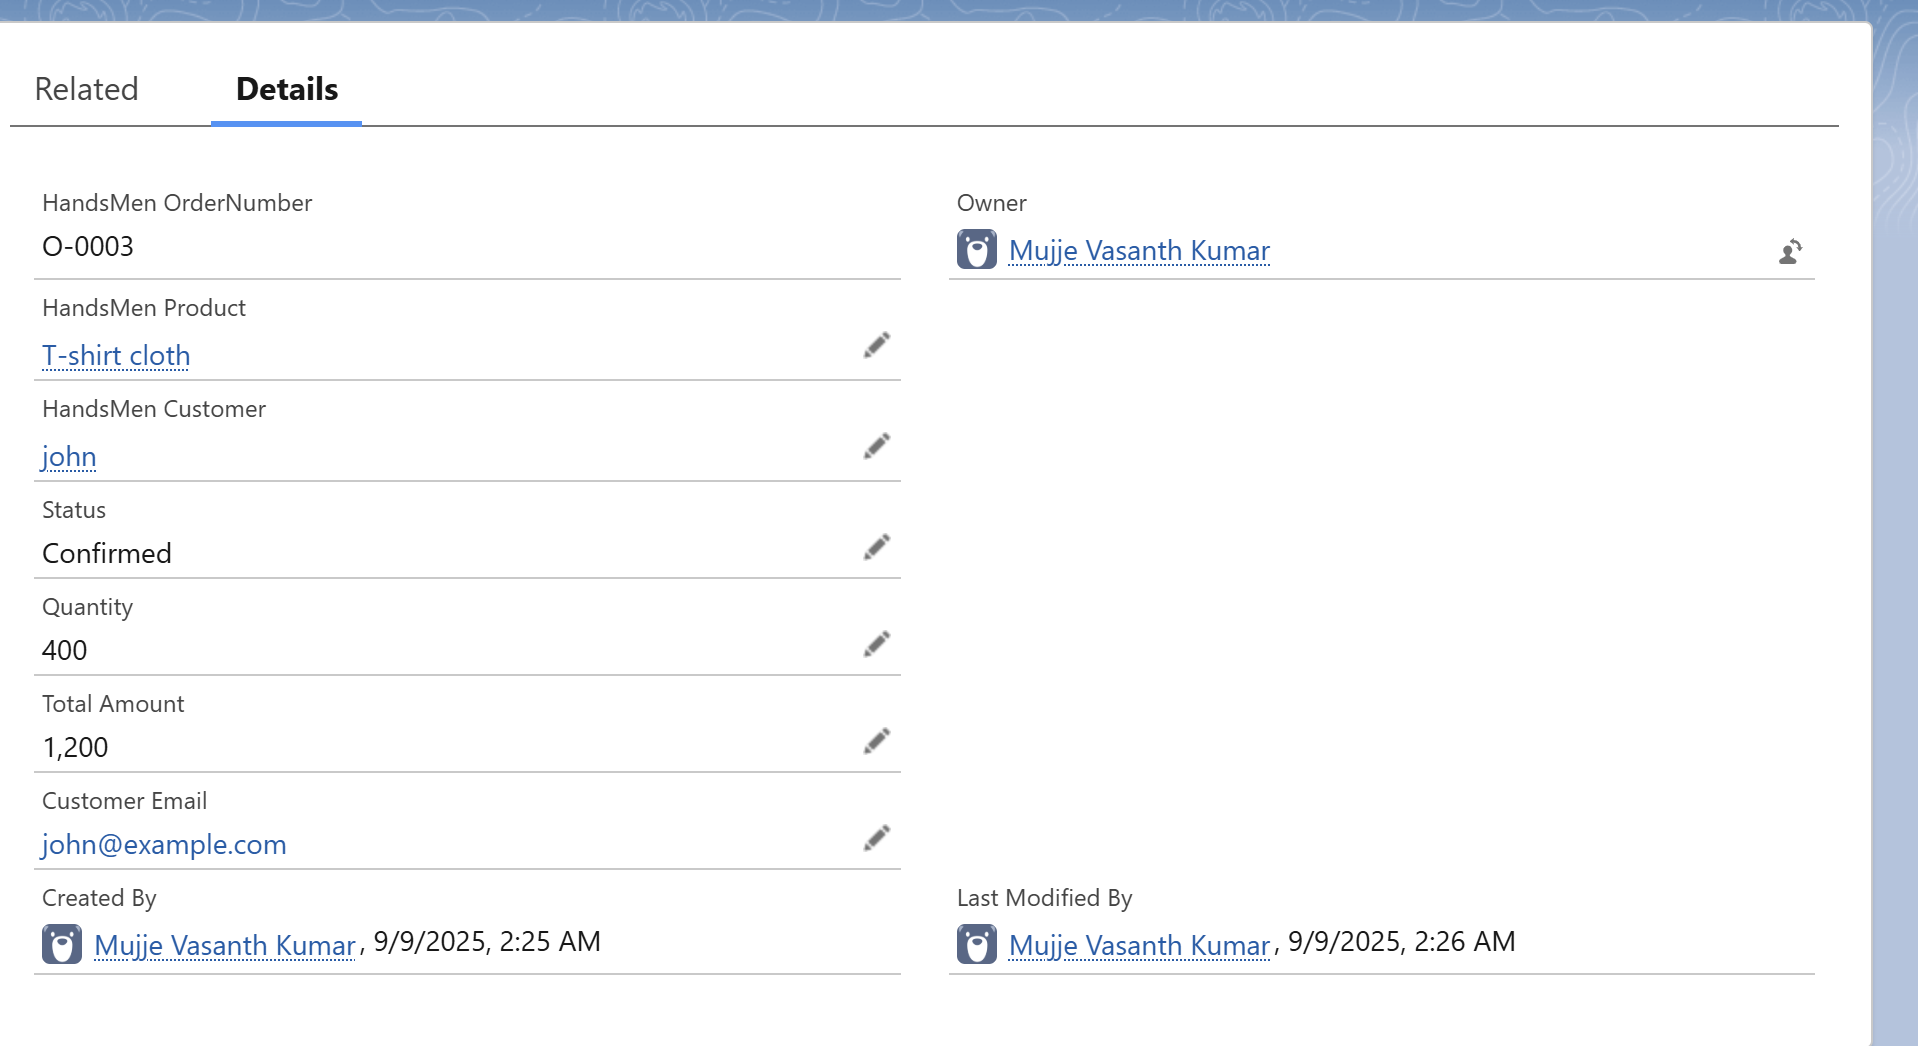 Related Details
HandsMen OrderNumber
O-0003
Owner
Mujje Vasanth Kumar
HandsMen Product
T-shirt cloth
HandsMen Customer
john
Status
Confirmed
Quantity
400
Total Amount
1,200
Customer Email
john@example.com
Created By
Mujje Vasanth Kumar, 9/9/2025, 2:25 AM
Last Modified By
Mujje Vasanth Kumar, 9/9/2025, 2:26 AM